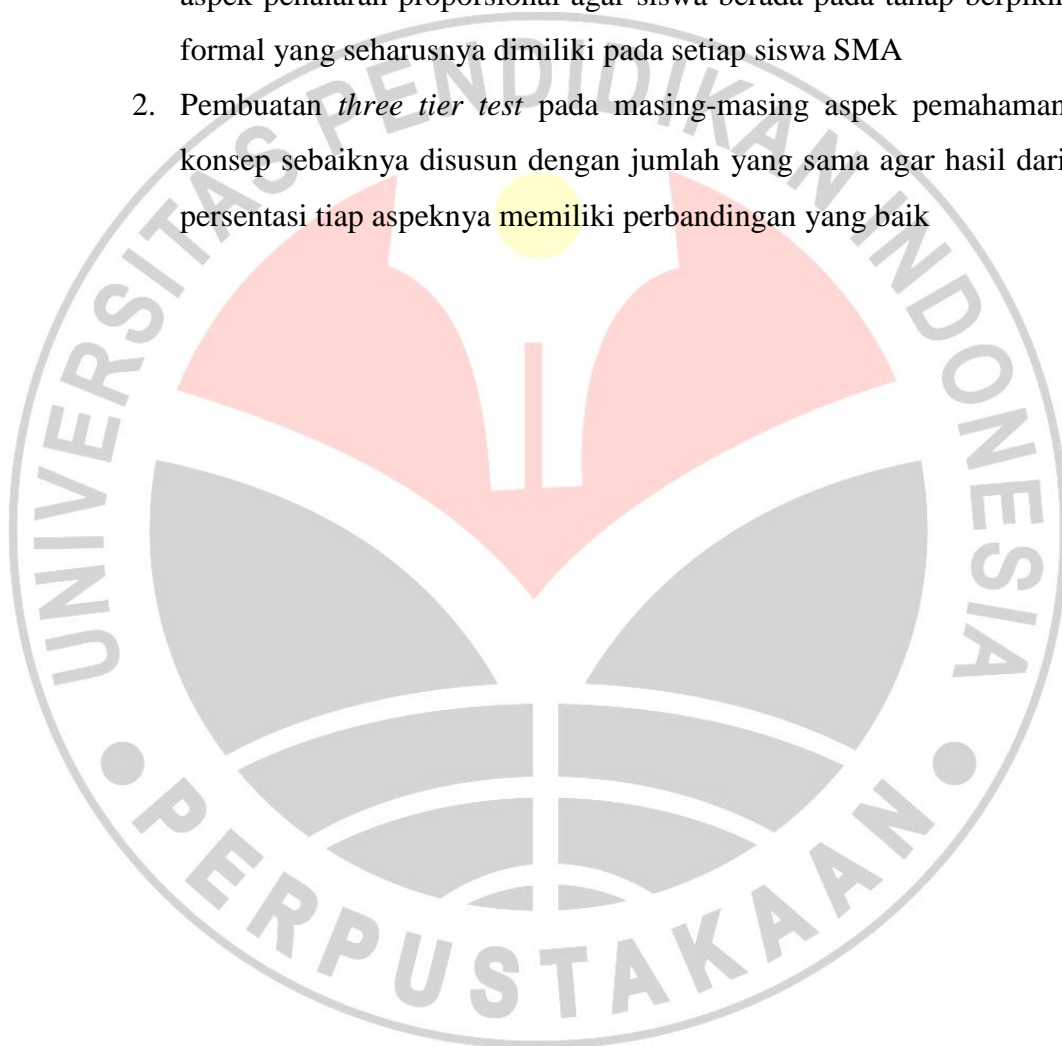 aspek penalaran proporsional agar siswa berada pada tahap berpikir
formal yang seharusnya dimiliki pada setiap siswa SMA
2. Pembuatan three tier test pada masing-masing aspek pemahaman
konsep sebaiknya disusun dengan jumlah yang sama agar hasil dari
persentasi tiap aspeknya memiliki perbandingan yang baik
UNIVERSITAS PENDIDIKAN INDONESIA
PERPUSTAKAAN